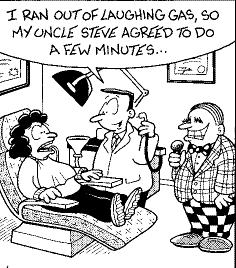 I RAN OUT OF LAUGHING GAS, SO
MY UNCLE STEVE AGREED TO DO
A FEW MINUTES...